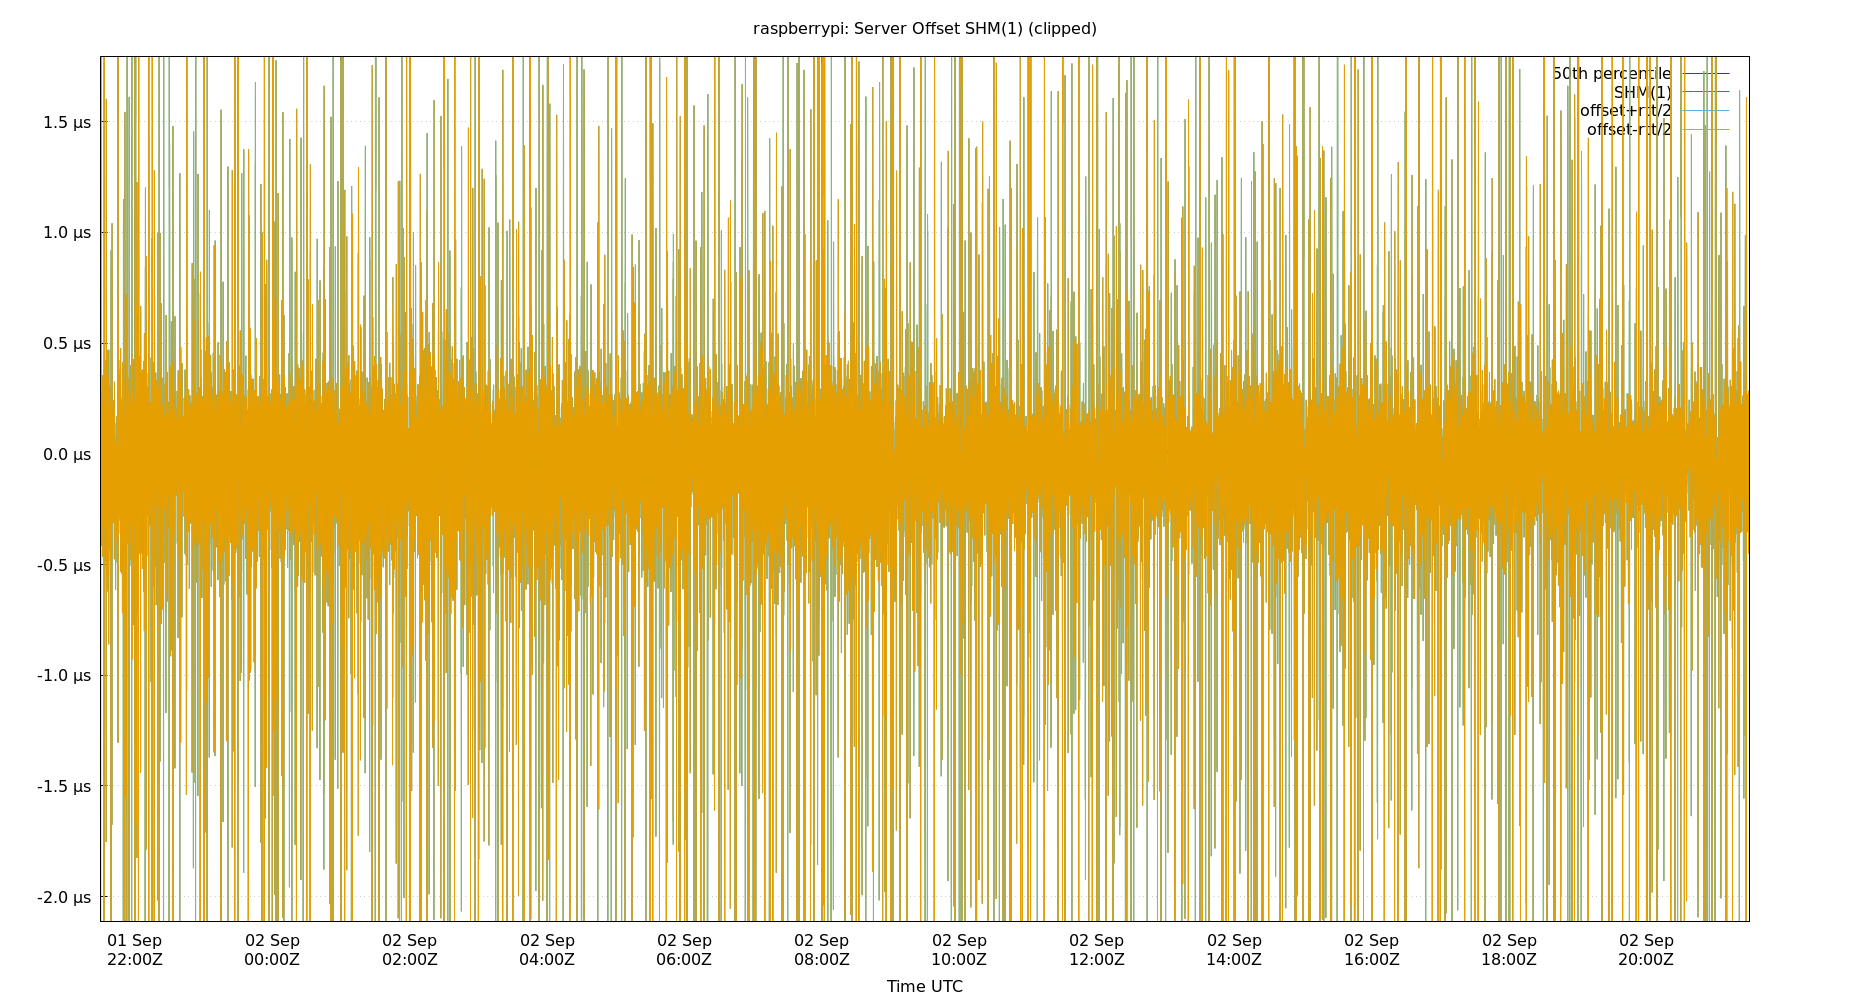 raspberrypi: Server Offset SHM(1) (clipped)
50th percentile
SHM(1)
offset+rtt/2
offset-rtt/2
1.5 µs
1.0 µs
0.5 µs
0.0 µs
-0.5 µs
-1.0 µs
-1.5 µs
-2.0 µs
01 Sep 02 Sep 02 Sep 02 Sep 02 Sep 02 Sep 02 Sep 02 Sep 02 Sep 02 Sep 02 Sep 02 Sep
22:00Z 00:00Z 02:00Z 04:00Z 06:00Z 08:00Z 10:00Z 12:00Z 14:00Z 16:00Z 18:00Z 20:00Z
Time UTC